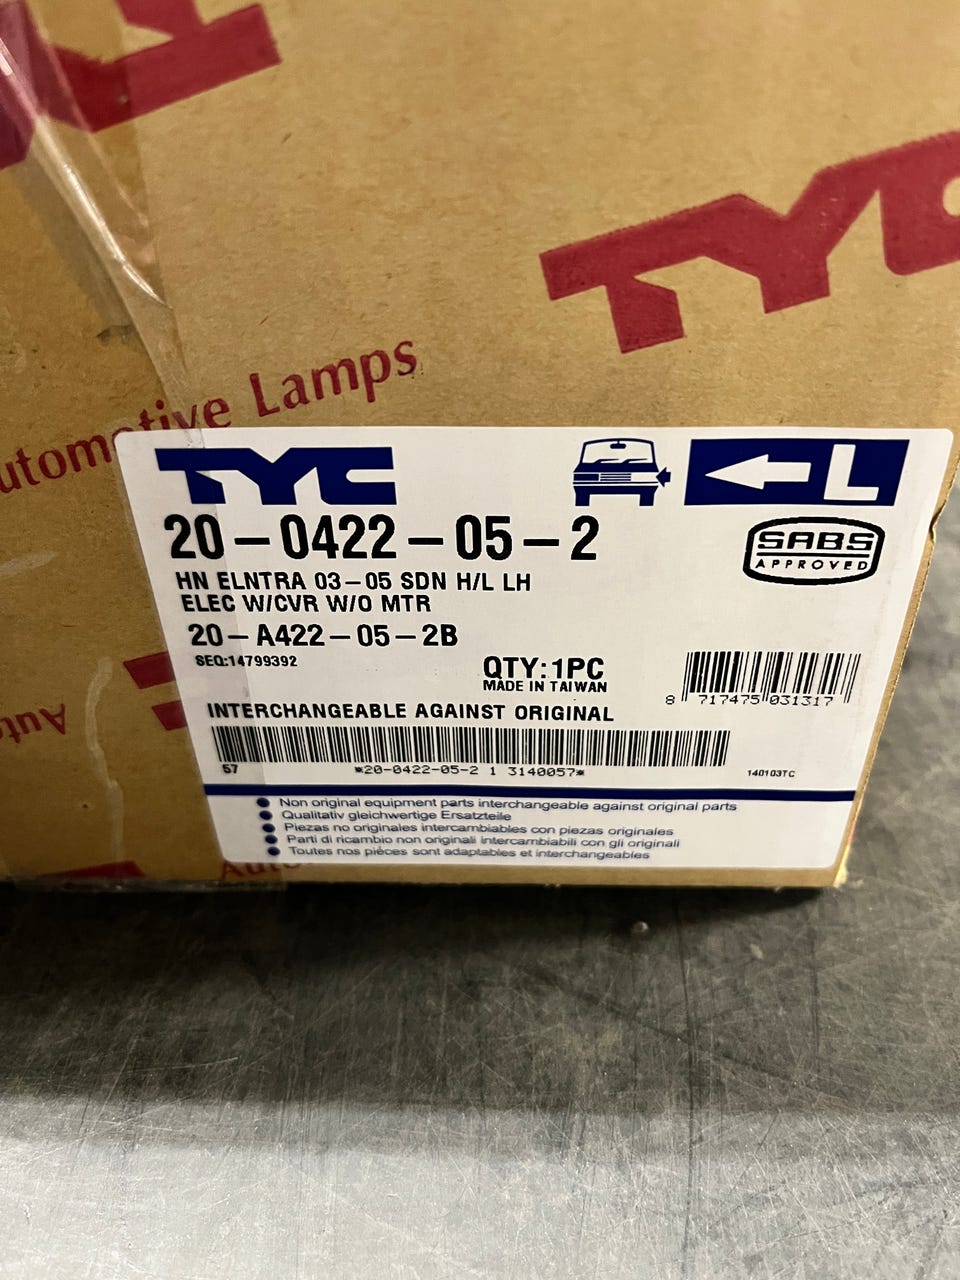 TYC
Automotive Lamps
TYC
L
20-0422-05-2
SABS
APPROVED
HN ELNTRA 03-05 SDN H/L LH
ELEC W/CVR W/O MTR
20-A422-05-2B
SEQ:14799392
QTY:1PC
MADE IN TAIWAN
8 717475 031317
INTERCHANGEABLE AGAINST ORIGINAL
57
*20-0422-05-2 1 3140057*
140103TC
Non original equipment parts interchangeable against original parts
Qualitativ gleichwertige Ersatzteile
Piezas no originales intercambiables con piezas originales
Parti di ricambio non originali intercambiabili con gli originali
Toutes nos pièces sont adaptables et interchangeables